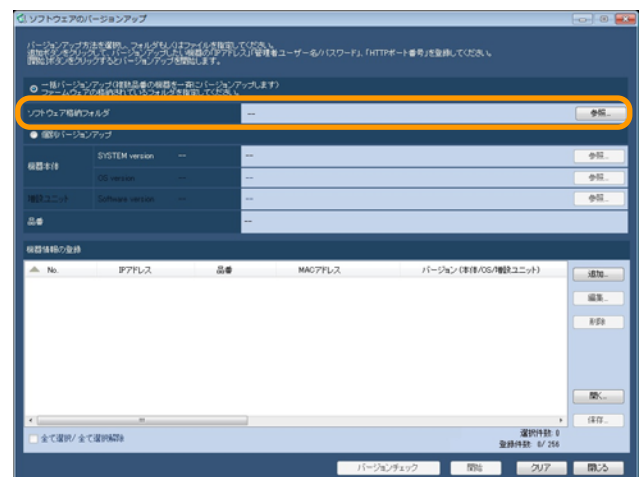 ソフトウェアのバージョンアップ
バージョンアップ方法を選択し、フォルダもしくはファイルを指定してください。
追加ボタンをクリックして、バージョンアップしたい機器の「IPアドレス」「管理者ユーザー名/パスワード」、「HTTPポート番号」を登録してください。
開始ボタンをクリックするとバージョンアップを開始します。
一括バージョンアップ(複数品番の機器を一斉にバージョンアップします)
ファームウェアの格納されているフォルダを指定してください。
ソフトウェア格納フォルダ -- 参照...
個別バージョンアップ
機器本体 SYSTEM version -- -- 参照...
OS version -- -- 参照...
増設ユニット Software version -- -- 参照...
品番 --
機器情報の登録
No. IPアドレス 品番 MACアドレス バージョン(本体/OS/増設ユニット)
追加...
編集...
削除
開く...
保存...
全て選択/全て選択解除
選択件数: 0
登録件数: 0/ 256
バージョンチェック 開始 クリア 閉じる